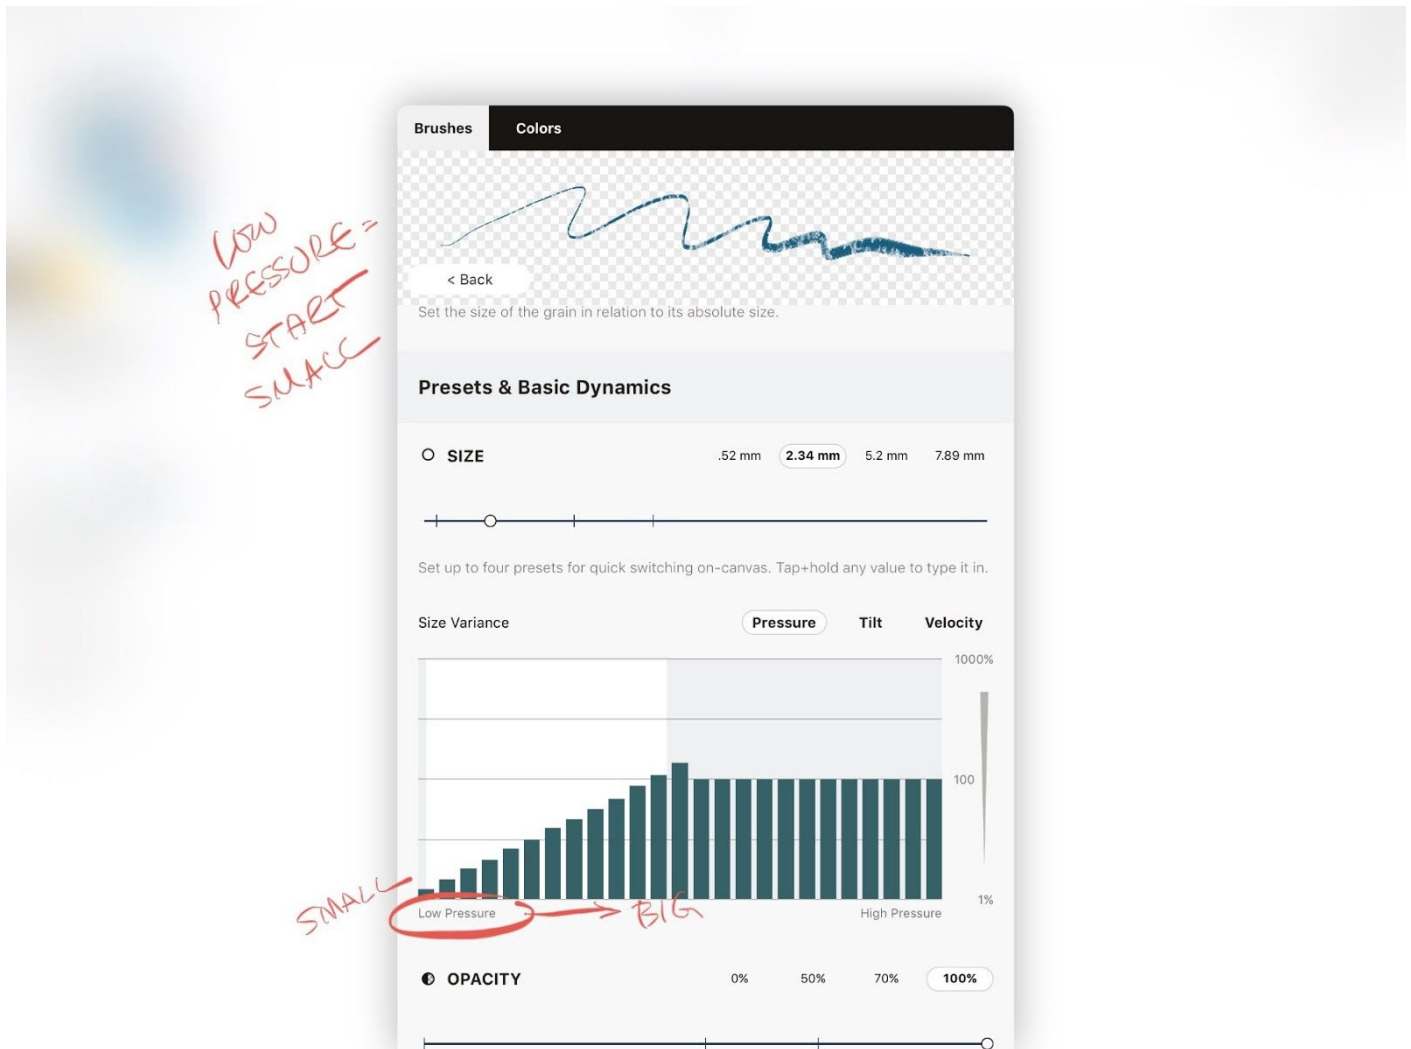 Brushes Colors
LOW
PRESSURE =
START
SMALL
< Back
Set the size of the grain in relation to its absolute size.
Presets & Basic Dynamics
SIZE .52 mm 2.34 mm 5.2 mm 7.89 mm
Set up to four presets for quick switching on-canvas. Tap+hold any value to type it in.
Size Variance Pressure Tilt Velocity
1000%
100
1%
SMALL
Low Pressure BIG High Pressure
OPACITY 0% 50% 70% 100%